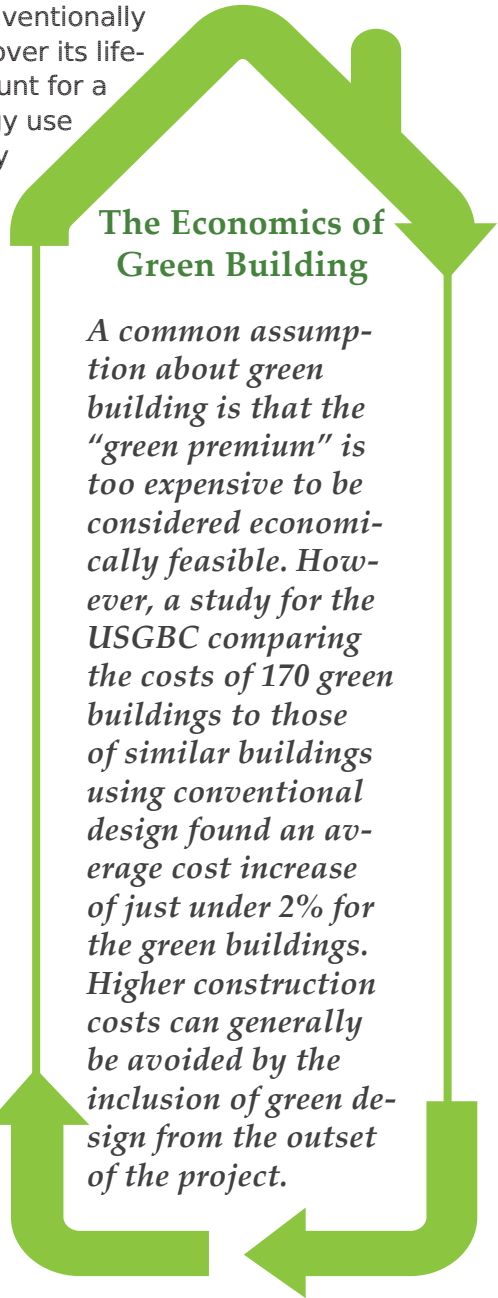 ventionally
over its life-
unt for a
y use
The Economics of
Green Building
A common assump-
tion about green
building is that the
“green premium” is
too expensive to be
considered economi-
cally feasible. How-
ever, a study for the
USGBC comparing
the costs of 170 green
buildings to those
of similar buildings
using conventional
design found an av-
erage cost increase
of just under 2% for
the green buildings.
Higher construction
costs can generally
be avoided by the
inclusion of green de-
sign from the outset
of the project.